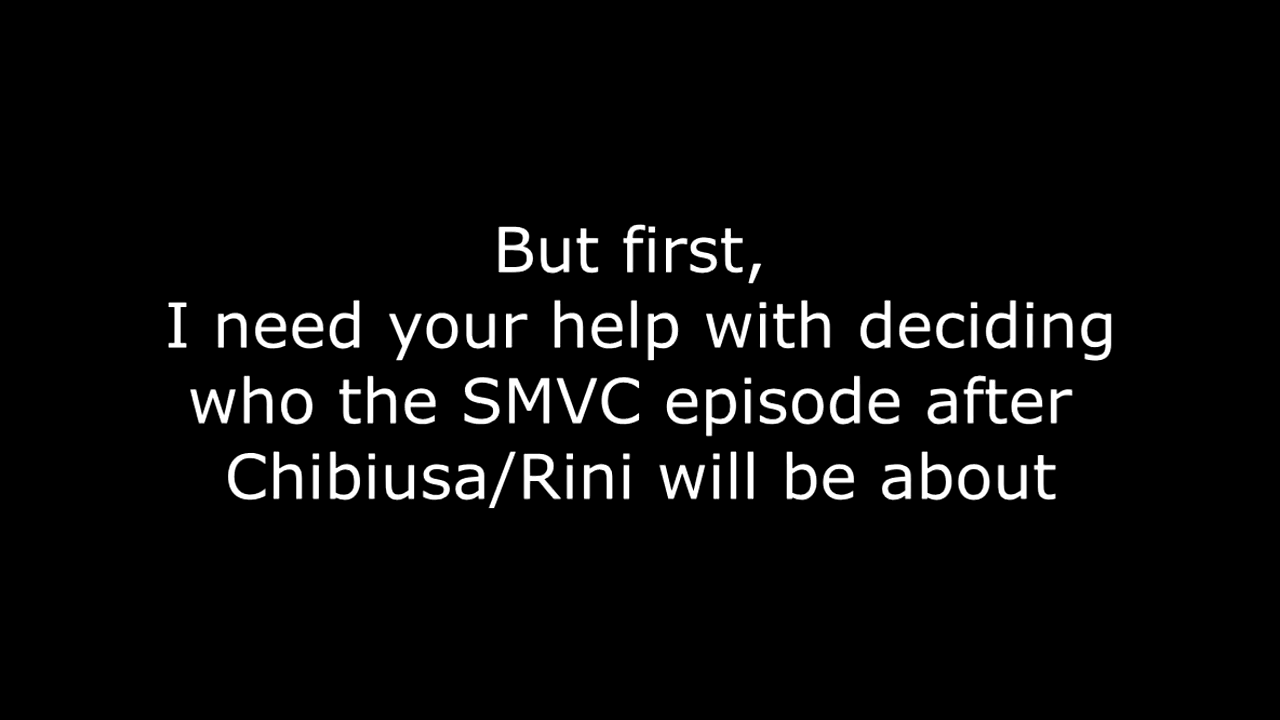 But first,
I need your help with deciding
who the SMVC episode after
Chibiusa/Rini will be about